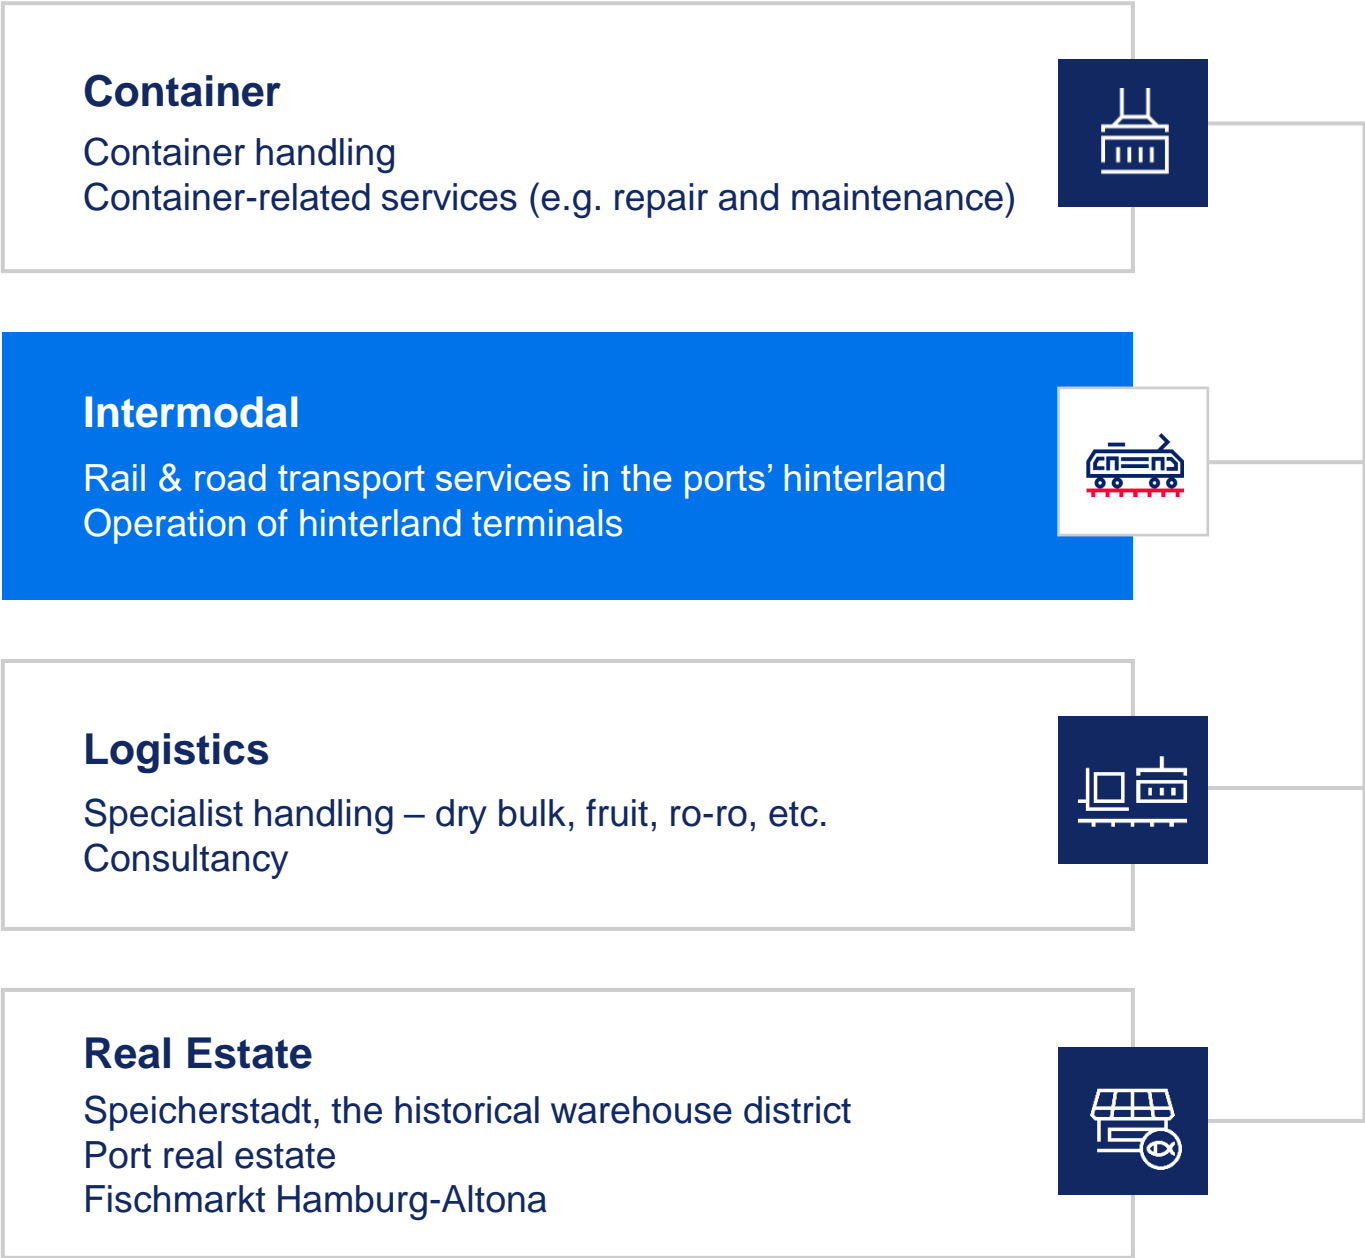 Container
Container handling
Container-related services (e.g. repair and maintenance)
Intermodal
Rail & road transport services in the ports’ hinterland
Operation of hinterland terminals
Logistics
Specialist handling – dry bulk, fruit, ro-ro, etc.
Consultancy
Real Estate
Speicherstadt, the historical warehouse district
Port real estate
Fischmarkt Hamburg-Altona